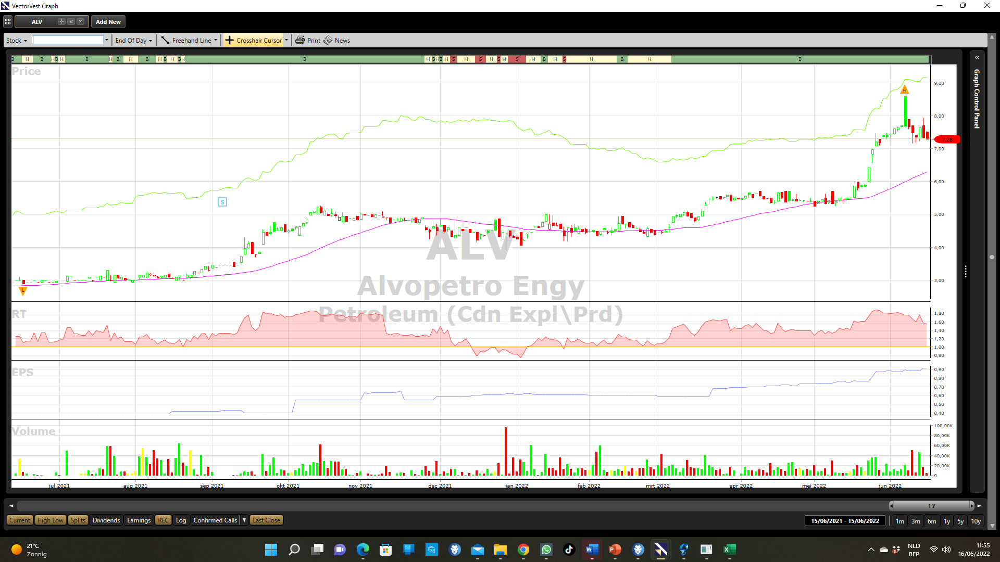 VectorVest Graph
ALV Add New
Stock End Of Day Freehand Line Crosshair Cursor Print News
B H B H B H B H B H B H B H B H B H B H B H B H S H S H S H S H B H S H B H B
Price
9,00
8,00
7,28
7,00
6,00
5,00
4,00
3,00
H
S
L
ALV
Alvopetro Engy
Petroleum (Cdn Expl\Prd)
RT
1,80
1,60
1,40
1,20
1,00
0,80
EPS
0,90
0,80
0,70
0,60
0,50
0,40
Volume
100,00K
80,00K
60,00K
40,00K
20,00K
0
jul 2021 aug 2021 sep 2021 okt 2021 nov 2021 dec 2021 jan 2022 feb 2022 mrt 2022 apr 2022 mei 2022 jun 2022
Graph Control Panel
1 Y
Current High Low Splits Dividends Earnings REC Log Confirmed Calls Last Close 15/06/2021 - 15/06/2022 1m 3m 6m 1y 5y 10y
21°C
Zonnig
NLD
BEP
11:55
16/06/2022